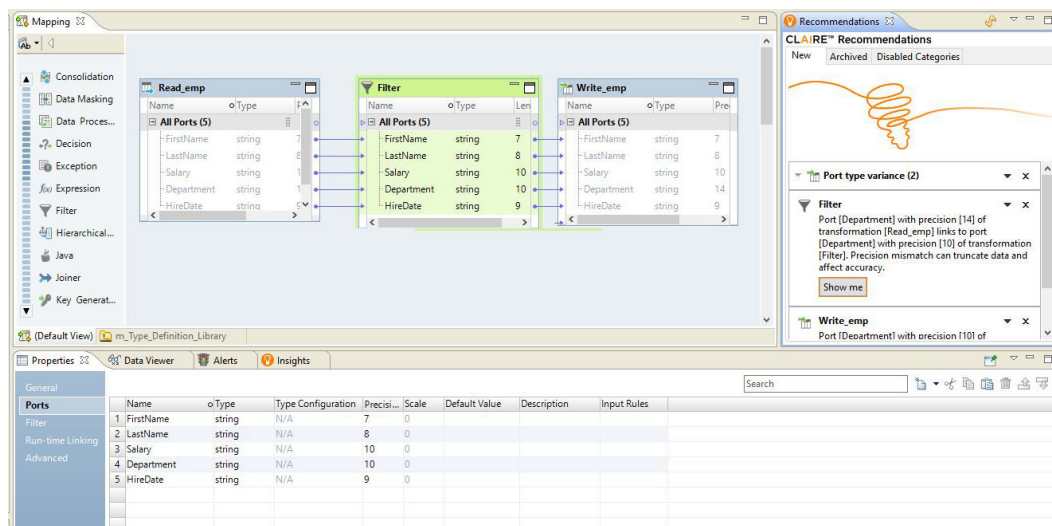 Mapping
Recommendations
CLAIRE™ Recommendations
New Archived Disabled Categories
Consolidation
Data Masking
Data Proces...
Decision
Exception
Expression
Filter
Hierarchical...
Java
Joiner
Key Generat...
Read_emp
Name Type
All Ports (5)
FirstName string 7
LastName string 8
Salary string
Department string
HireDate string 9
Filter
Name Type Len
All Ports (5)
FirstName string 7
LastName string 8
Salary string 10
Department string 10
HireDate string 9
Write_emp
Name Type Pre
All Ports (5)
FirstName string 7
LastName string 8
Salary string 10
Department string 14
HireDate string 9
Port type variance (2)
Filter
Port [Department] with precision [14] of
transformation [Read_emp] links to port
[Department] with precision [10] of transformation
[Filter]. Precision mismatch can truncate data and
affect accuracy.
Show me
Write_emp
Port [Department] with precision [10] of
(Default View) m_Type_Definition_Library
Properties Data Viewer Alerts Insights
Search
General
Ports
Filter
Run-time Linking
Advanced
Name Type Type Configuration Precisi... Scale Default Value Description Input Rules
1 FirstName string N/A 7 0
2 LastName string N/A 8 0
3 Salary string N/A 10 0
4 Department string N/A 10 0
5 HireDate string N/A 9 0